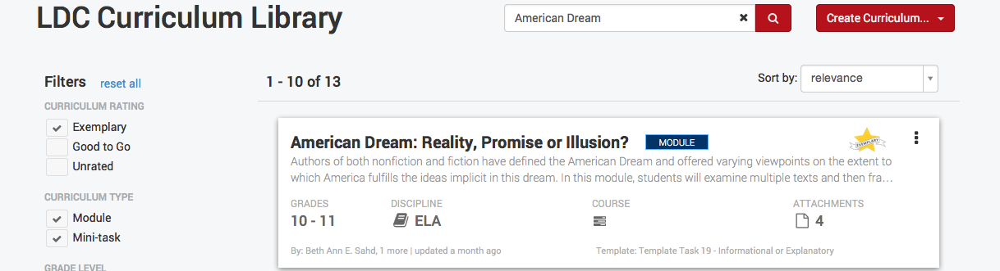 LDC Curriculum Library
American Dream
Create Curriculum...
Filters
reset all
1 - 10 of 13
Sort by:
relevance
CURRICULUM RATING
Exemplary
Good to Go
Unrated
CURRICULUM TYPE
Module
Mini-task
GRADE LEVEL
American Dream: Reality, Promise or Illusion?
MODULE
EXEMPLARY
Authors of both nonfiction and fiction have defined the American Dream and offered varying viewpoints on the extent to
which America fulfills the ideas implicit in this dream. In this module, students will examine multiple texts and then fra...
GRADES
10 - 11
DISCIPLINE
ELA
COURSE
ATTACHMENTS
4
By: Beth Ann E. Sahd, 1 more | updated a month ago
Template: Template Task 19 - Informational or Explanatory